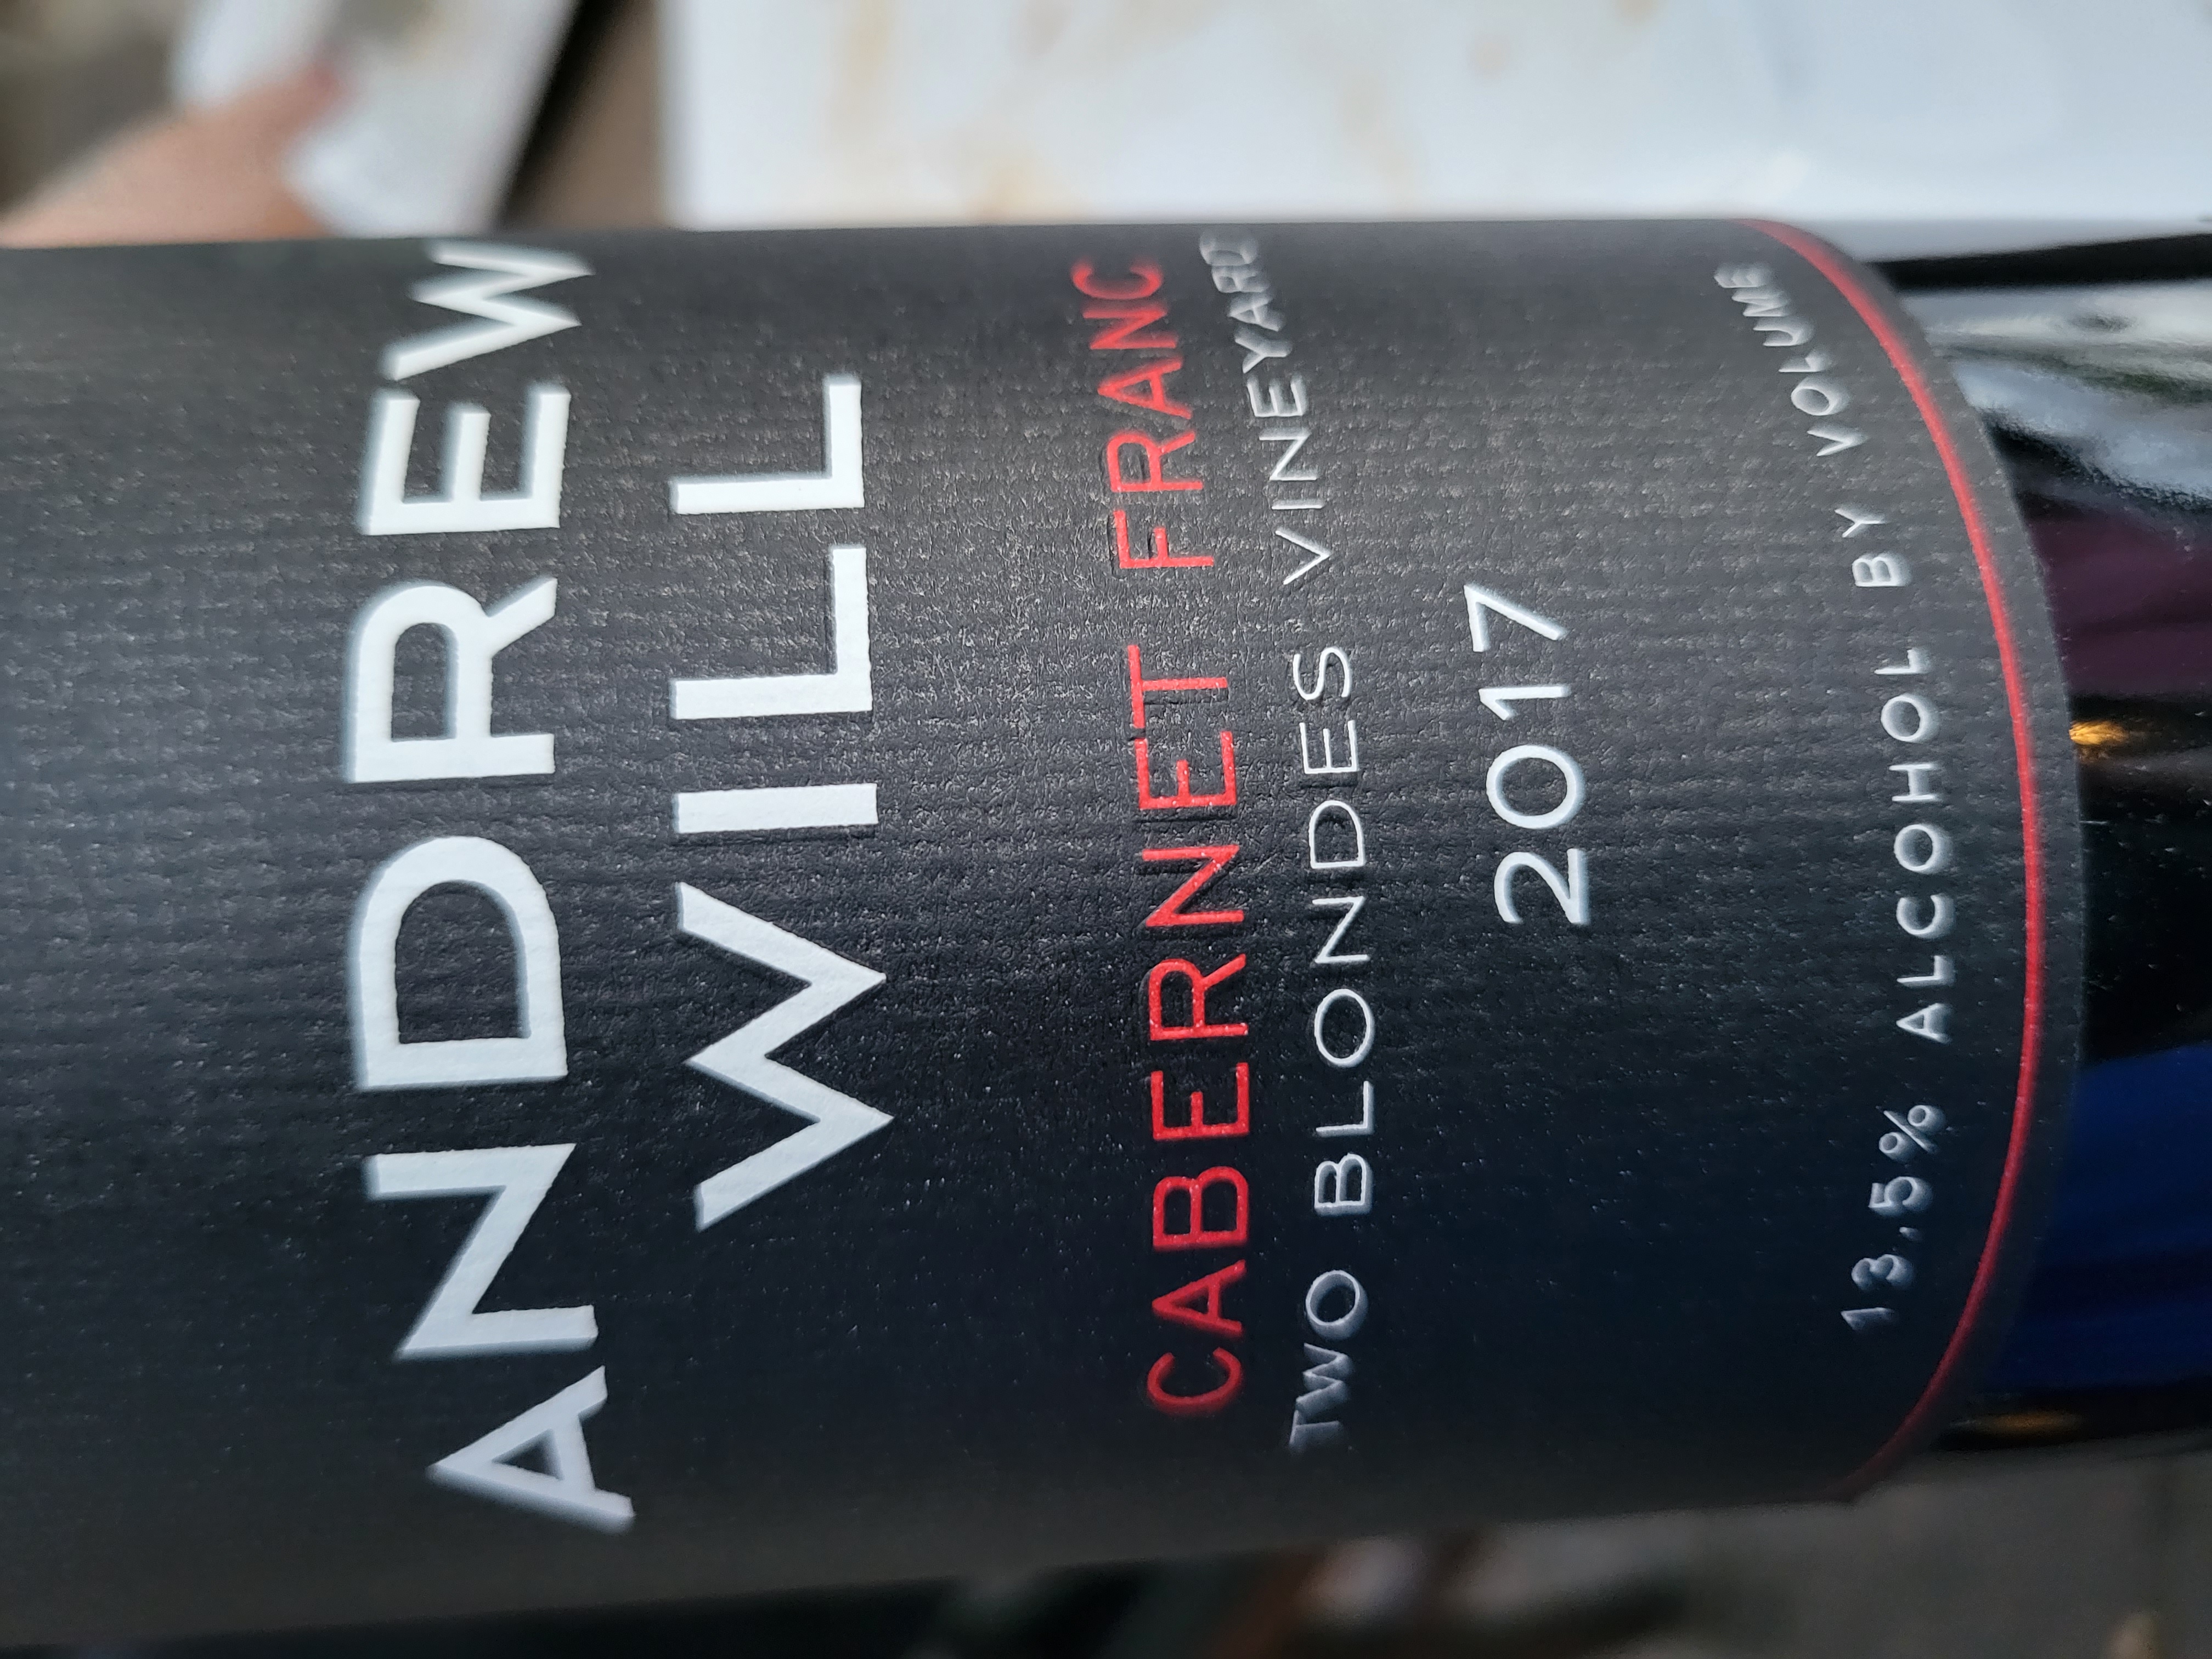 ANDREW
WILL
CABERNET FRANC
TWO BLONDES VINEYARD
2017
13.5% ALCOHOL BY VOLUME